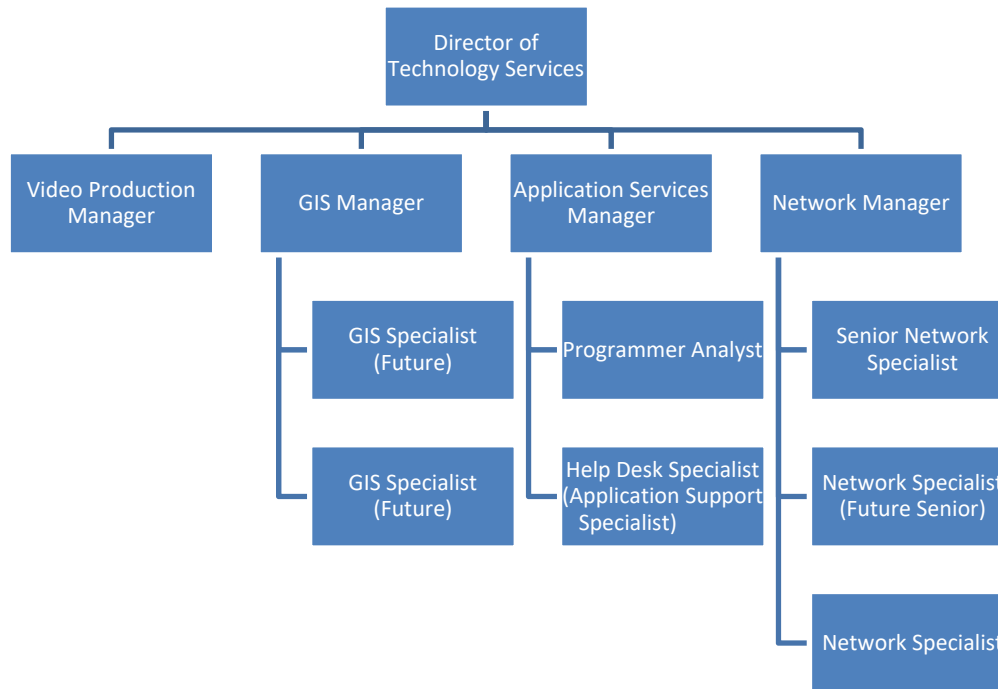 Director of
Technology Services
Video Production
Manager
GIS Manager
Application Services
Manager
Network Manager
GIS Specialist
(Future)
Programmer Analyst
Senior Network
Specialist
GIS Specialist
(Future)
Help Desk Specialist
(Application Support
Specialist)
Network Specialist
(Future Senior)
Network Specialist